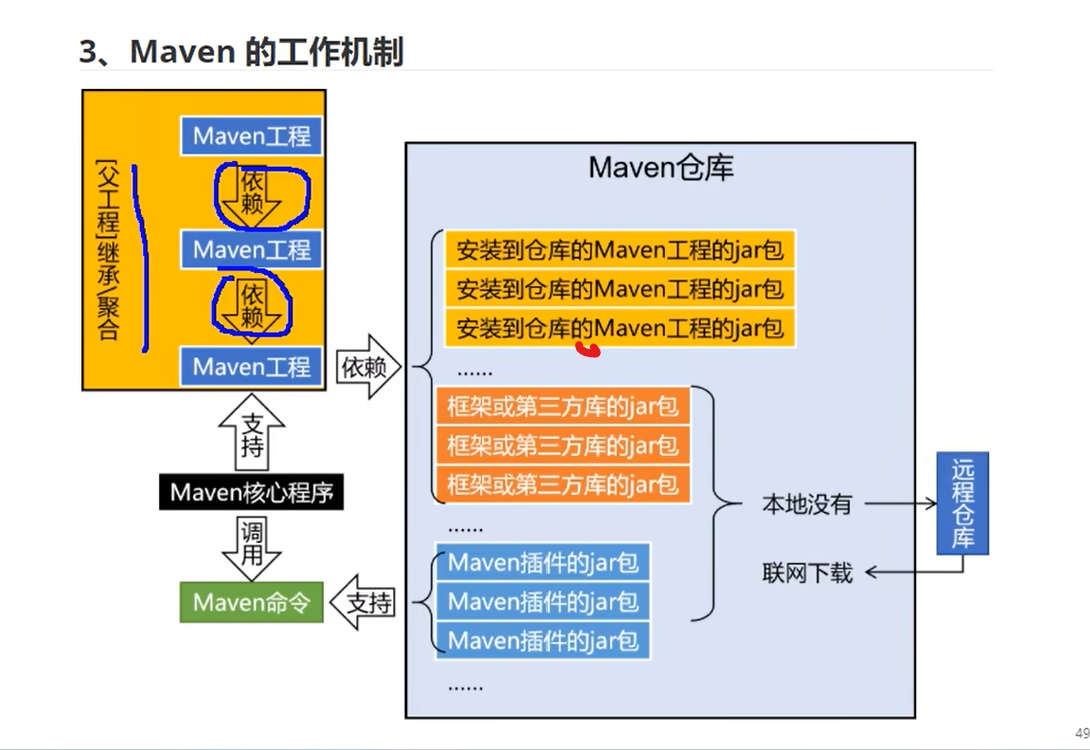 3、Maven 的工作机制
Maven工程
依赖
Maven工程
依赖
Maven工程
[父工程]继承/聚合
依赖
支持
Maven核心程序
调用
Maven命令
支持
Maven仓库
安装到仓库的Maven工程的jar包
安装到仓库的Maven工程的jar包
安装到仓库的Maven工程的jar包
......
框架或第三方库的jar包
框架或第三方库的jar包
框架或第三方库的jar包
......
Maven插件的jar包
Maven插件的jar包
Maven插件的jar包
......
本地没有
联网下载
远程仓库
49